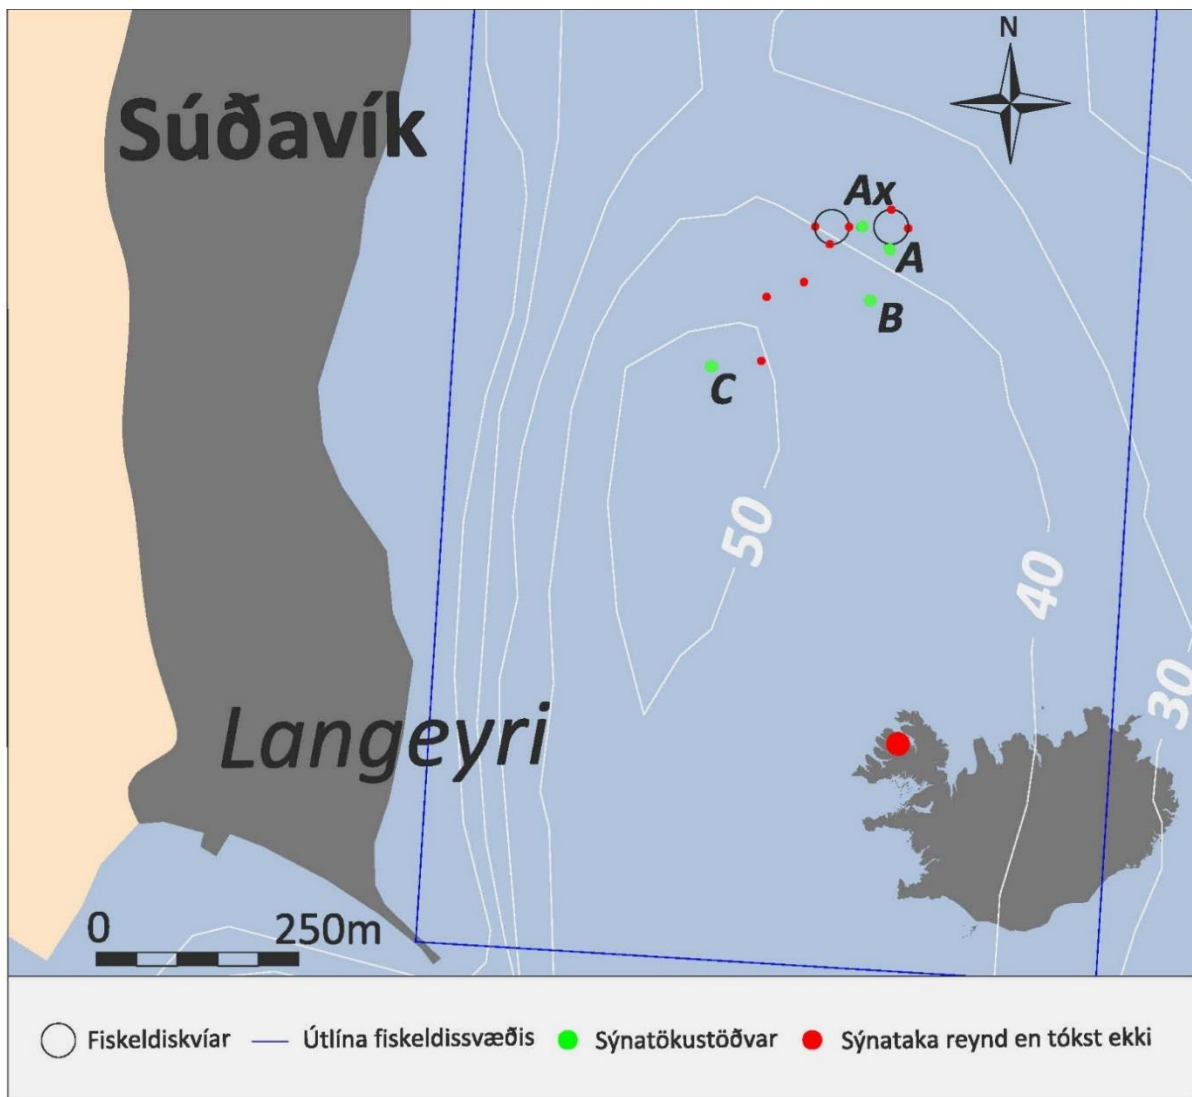 N
Súðavík
Ax
A
B
C
50
40
30
Langeyri
0 250m
Fiskeldiskvíar Útlína fiskeldissvæðis Sýnatökustöðvar Sýnataka reynd en tókst ekki